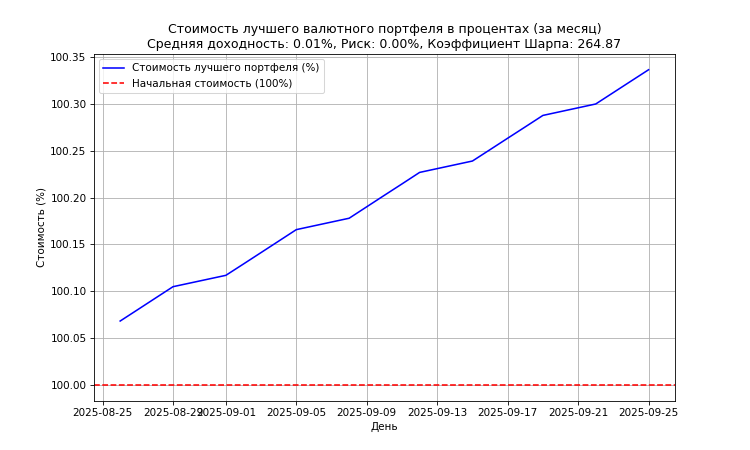 Стоимость лучшего валютного портфеля в процентах (за месяц)
Средняя доходность: 0.01%, Риск: 0.00%, Коэффициент Шарпа: 264.87
Стоимость лучшего портфеля (%)
Начальная стоимость (100%)
Стоимость (%)
100.35
100.30
100.25
100.20
100.15
100.10
100.05
100.00
2025-08-25 2025-08-29 2025-09-01 2025-09-05 2025-09-09 2025-09-13 2025-09-17 2025-09-21 2025-09-25
День